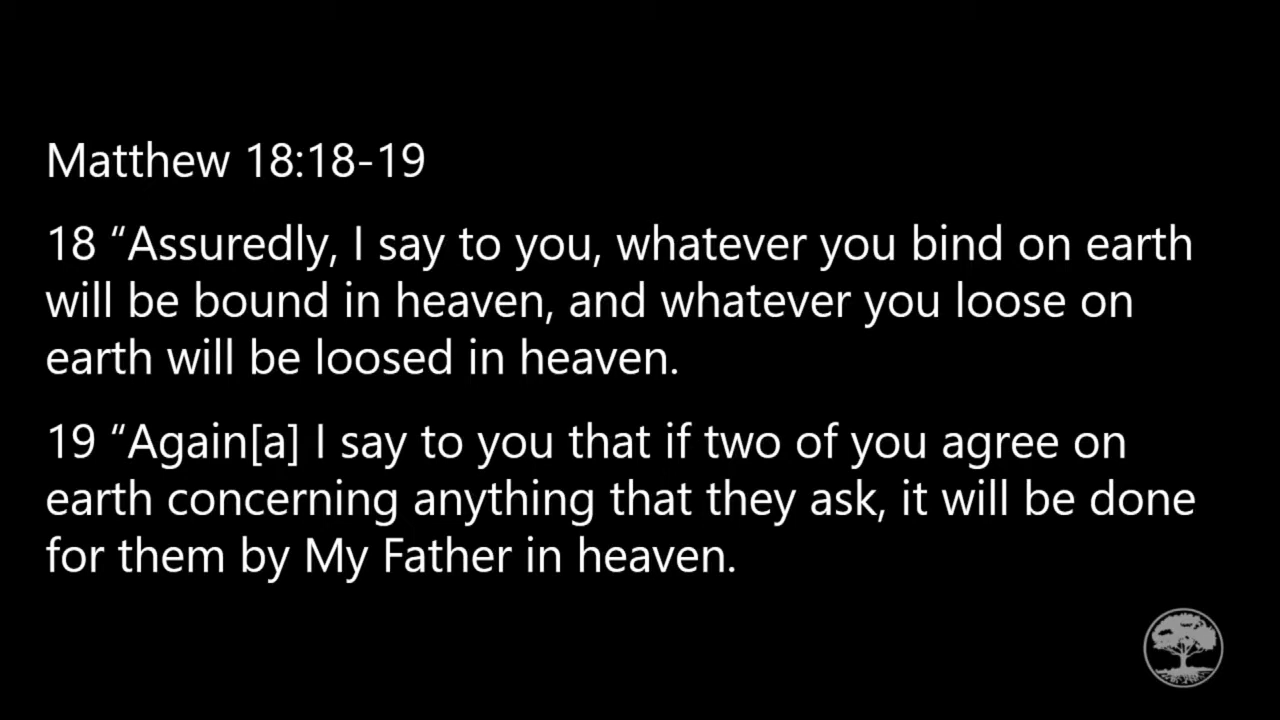 Matthew 18:18-19
18 “Assuredly, I say to you, whatever you bind on earth
will be bound in heaven, and whatever you loose on
earth will be loosed in heaven.
19 “Again[a] I say to you that if two of you agree on
earth concerning anything that they ask, it will be done
for them by My Father in heaven.